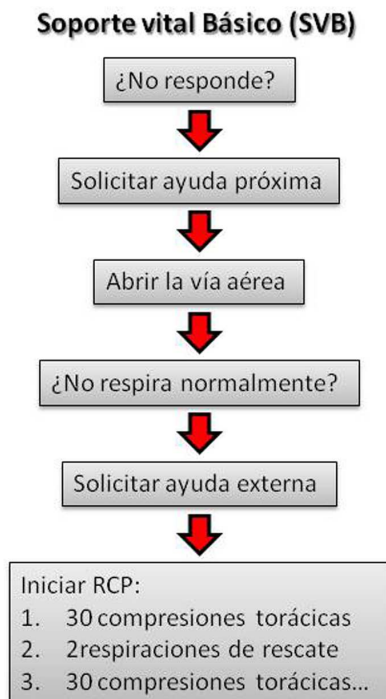 Soporte vital Básico (SVB)
¿No responde?
Solicitar ayuda próxima
Abrir la vía aérea
¿No respira normalmente?
Solicitar ayuda externa
Iniciar RCP:
1. 30 compresiones torácicas
2. 2respiraciones de rescate
3. 30 compresiones torácicas...